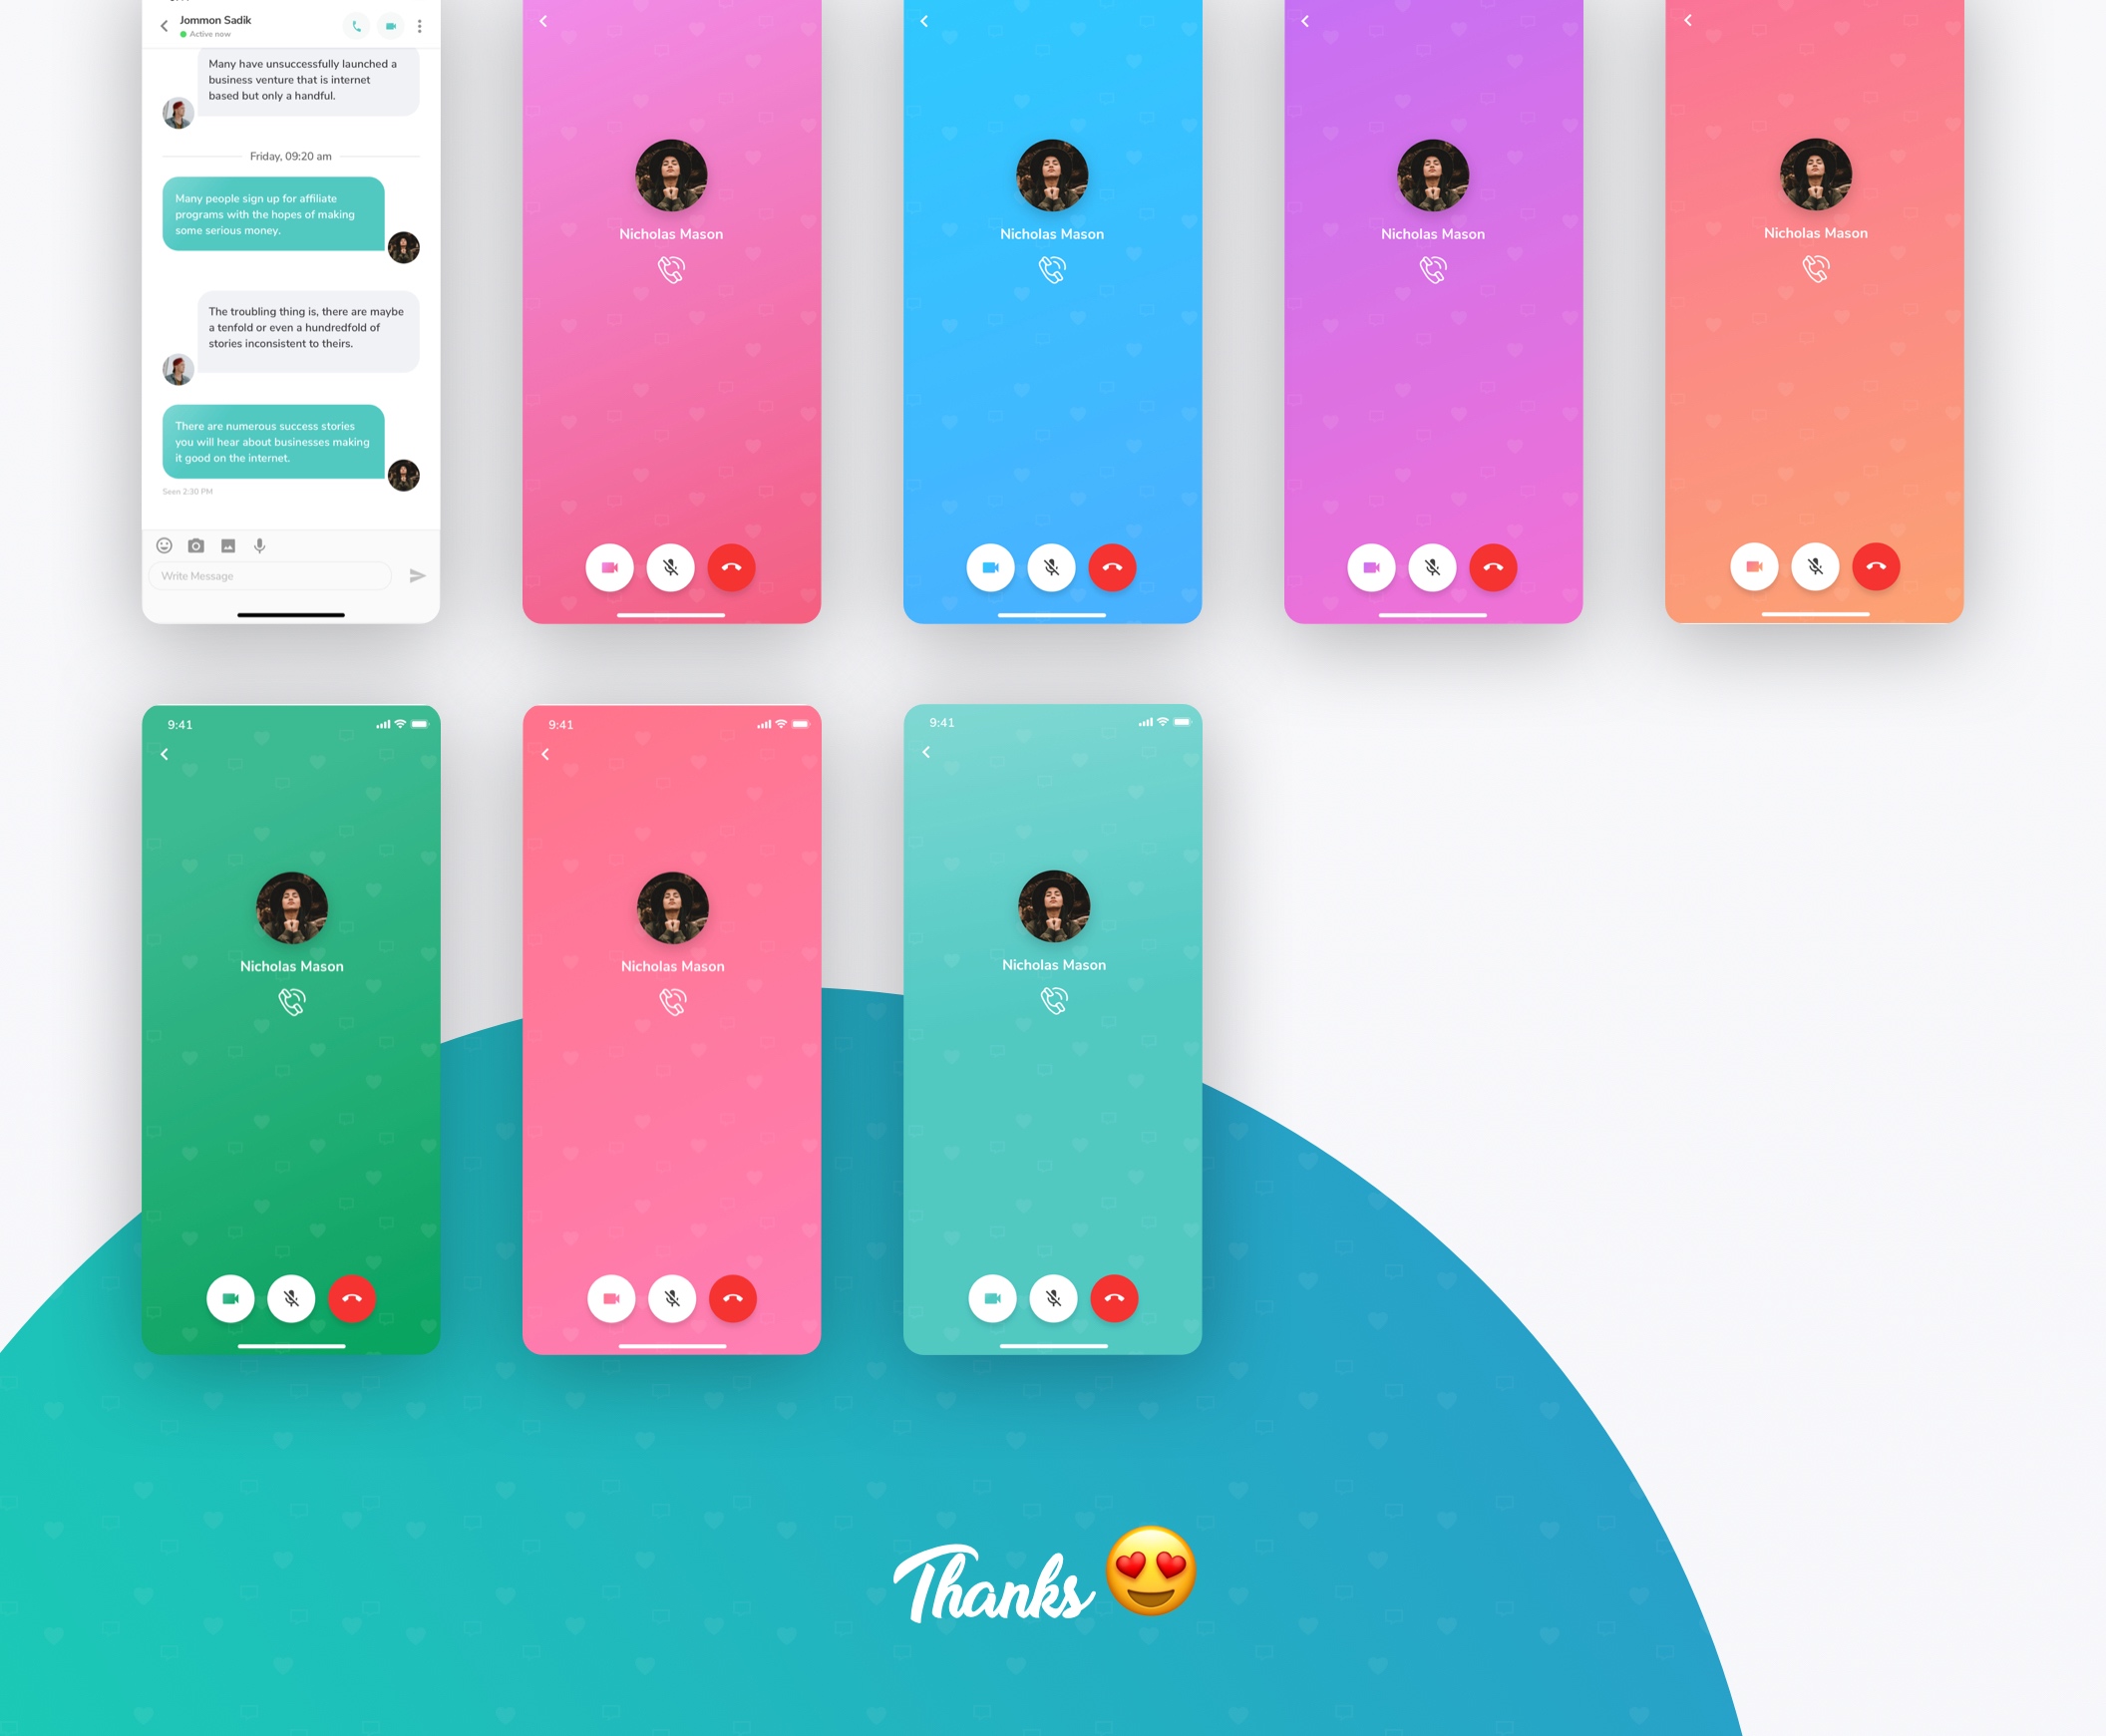 Jommon Sadik
Active now
Many have unsuccessfully launched a
business venture that is internet
based but only a handful.
Friday, 09:20 am
Many people sign up for affiliate
programs with the hopes of making
some serious money.
The troubling thing is, there are maybe
a tenfold or even a hundredfold of
stories inconsistent to theirs.
There are numerous success stories
you will hear about businesses making
it good on the internet.
Seen 2:30 PM
Write Message
Nicholas Mason
Nicholas Mason
Nicholas Mason
Nicholas Mason
9:41
Nicholas Mason
9:41
Nicholas Mason
9:41
Nicholas Mason
Thanks